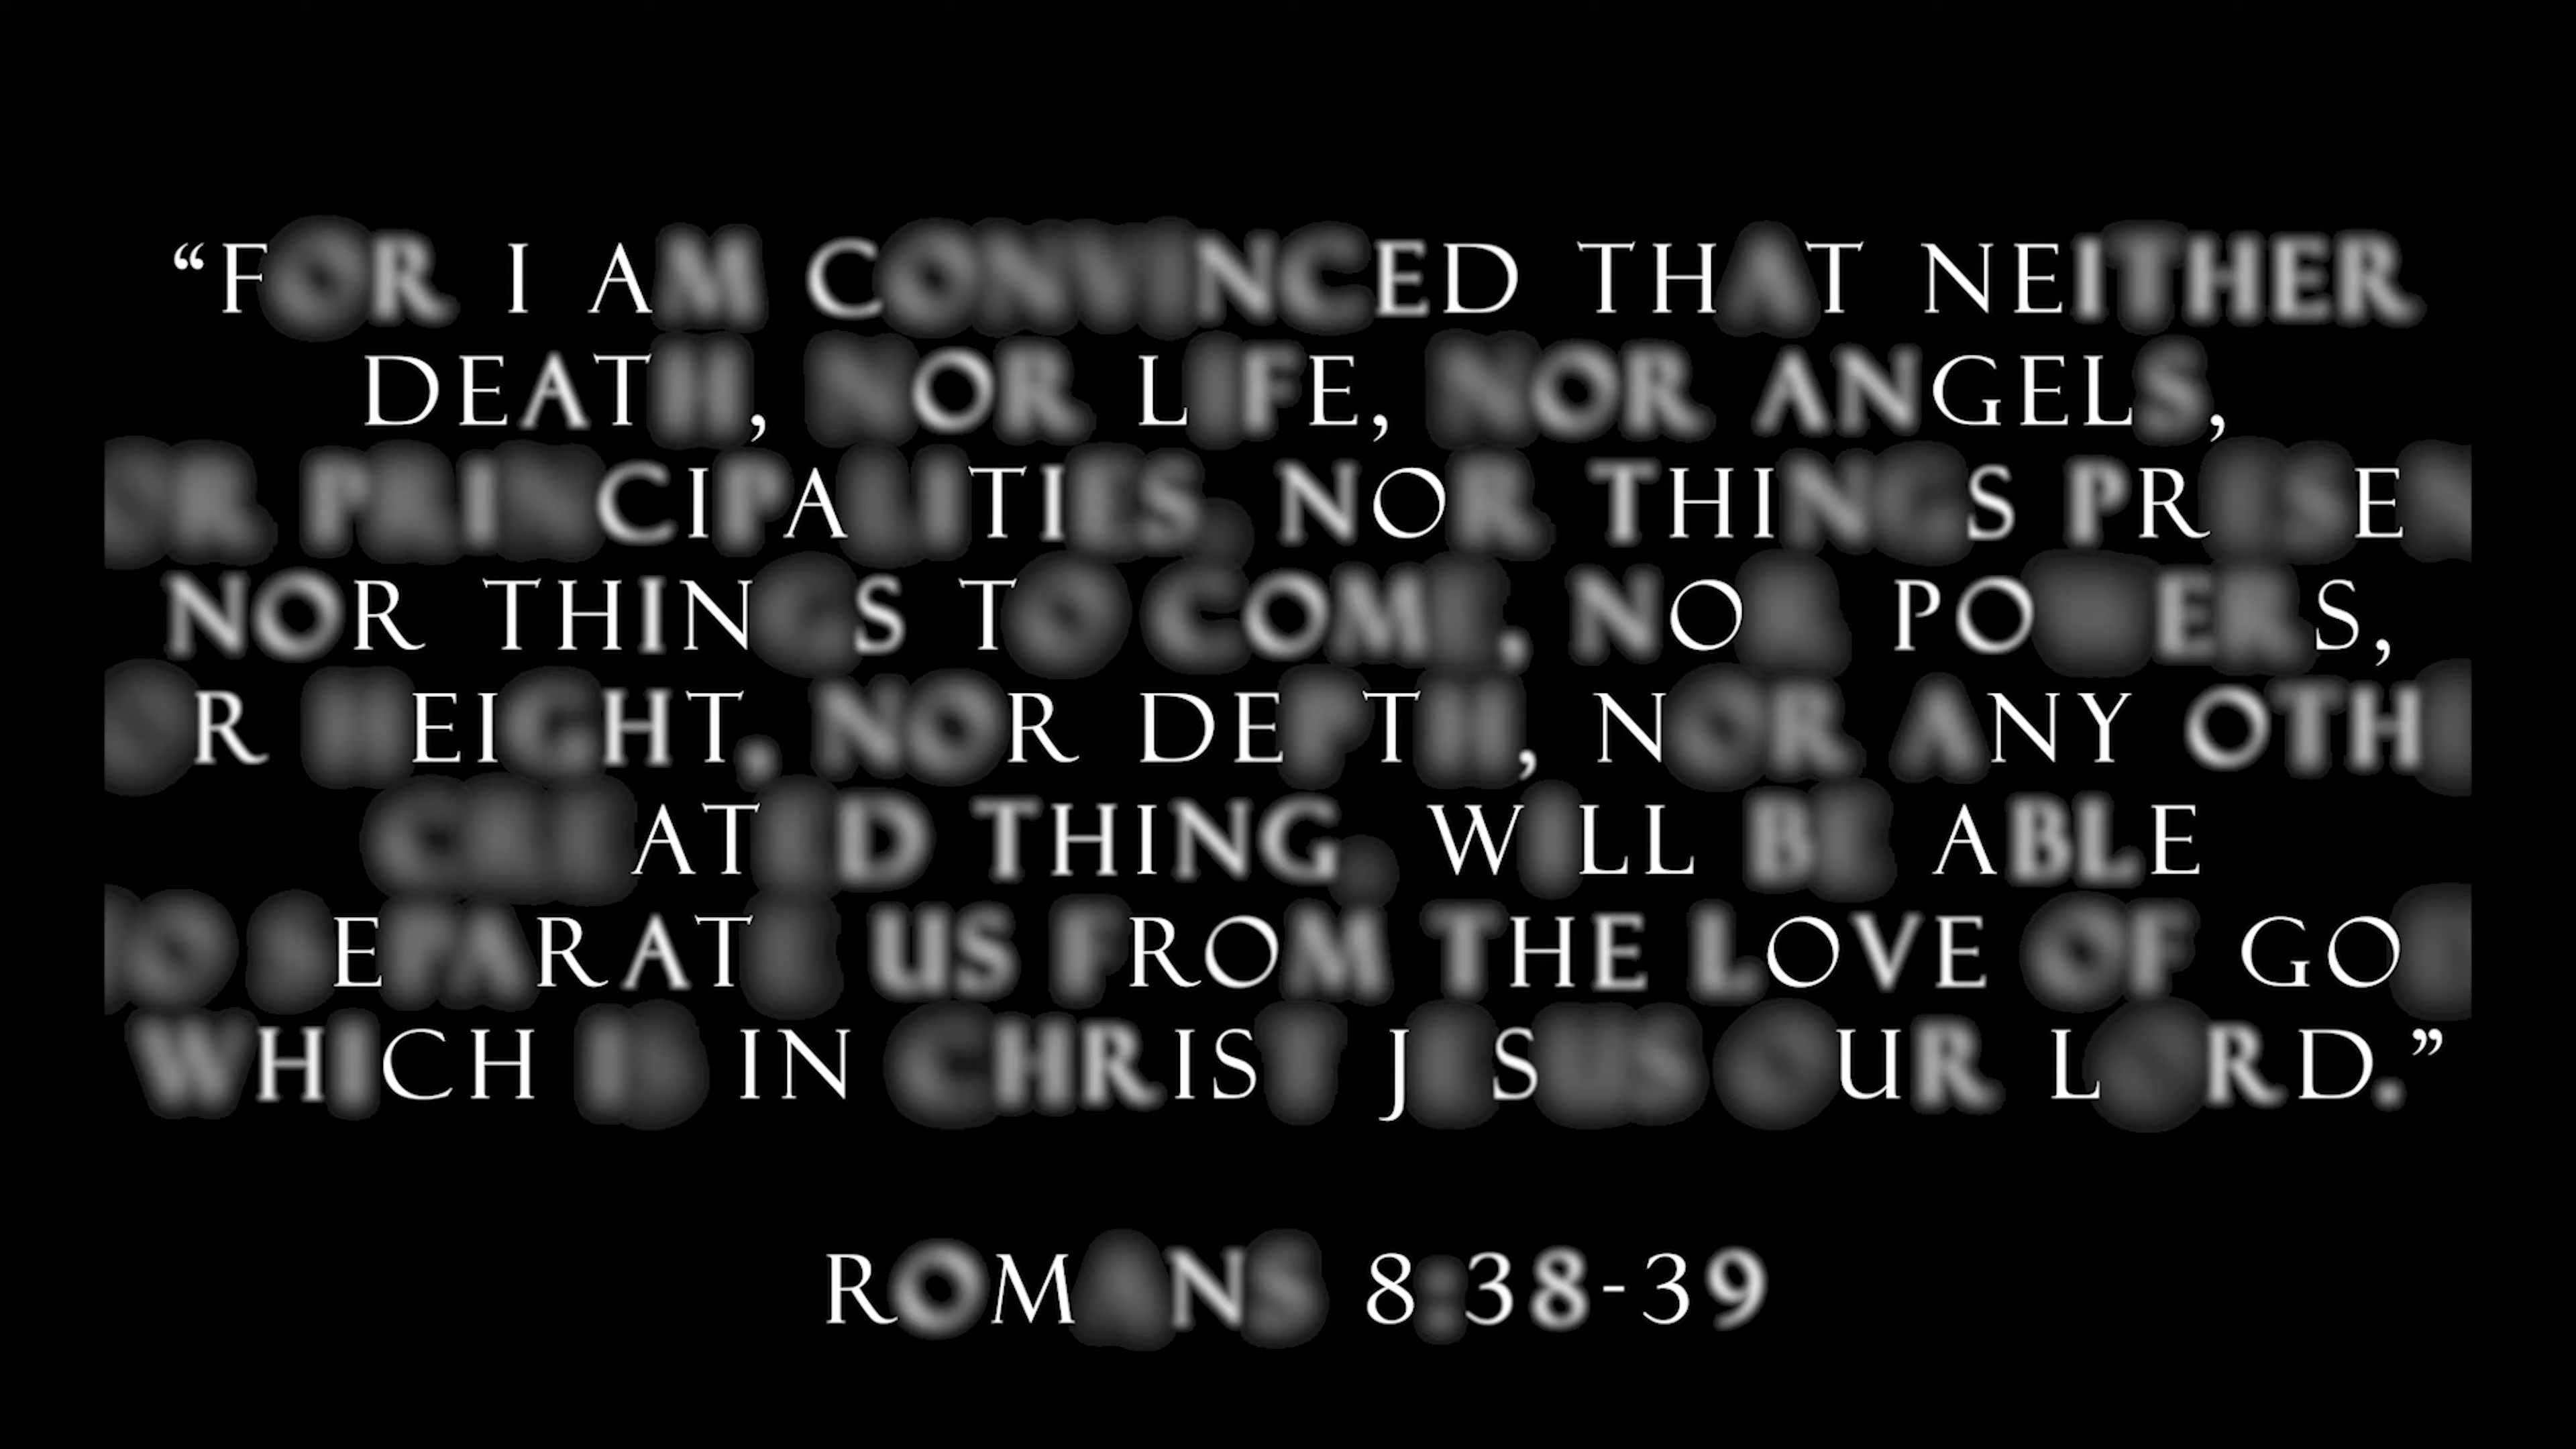 “FOR I AM CONVINCED THAT NEITHER
DEATH, NOR LIFE, NOR ANGELS,
PRINCIPALITIES, NOR THINGS
NOR THINGS TO COME, NOR POWERS,
HEIGHT, NOR DEPTH, NOR ANY
CREATED THING, WILL BE ABLE
SEPARATE US FROM THE LOVE OF
WHICH IS IN CHRIST JESUS OUR LORD.”
ROMANS 8:38-39